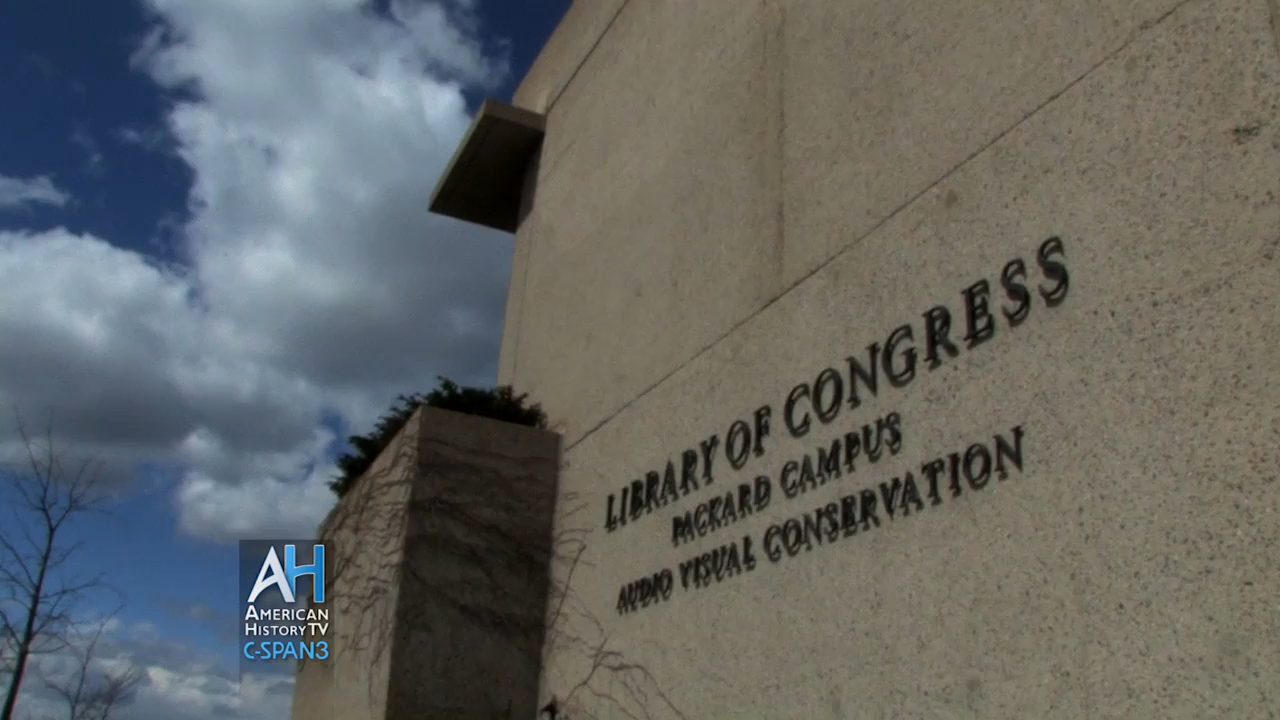 LIBRARY OF CONGRESS
PACKARD CAMPUS
AUDIO VISUAL CONSERVATION
AH
AMERICAN
HISTORY TV
C-SPAN3